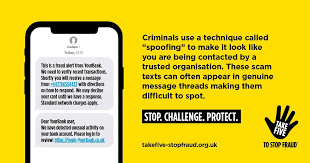 YourBank
Today, 12:15
This is a fraud alert from YourBank.
We need to verify recent transactions.
Shortly you will receive a message
with directions
on how to respond. We may decline
your card until we have a response.
Standard network charges apply.
Dear YourBank user,
We have detected unusual activity on
your bank account. Please log in to
review:
Criminals use a technique called
“spoofing” to make it look like
you are being contacted by a
trusted organisation. These scam
texts can often appear in genuine
message threads making them
difficult to spot.
STOP. CHALLENGE. PROTECT.
takefive-stopfraud.org.uk
TAKE
FIVE
TO STOP FRAUD